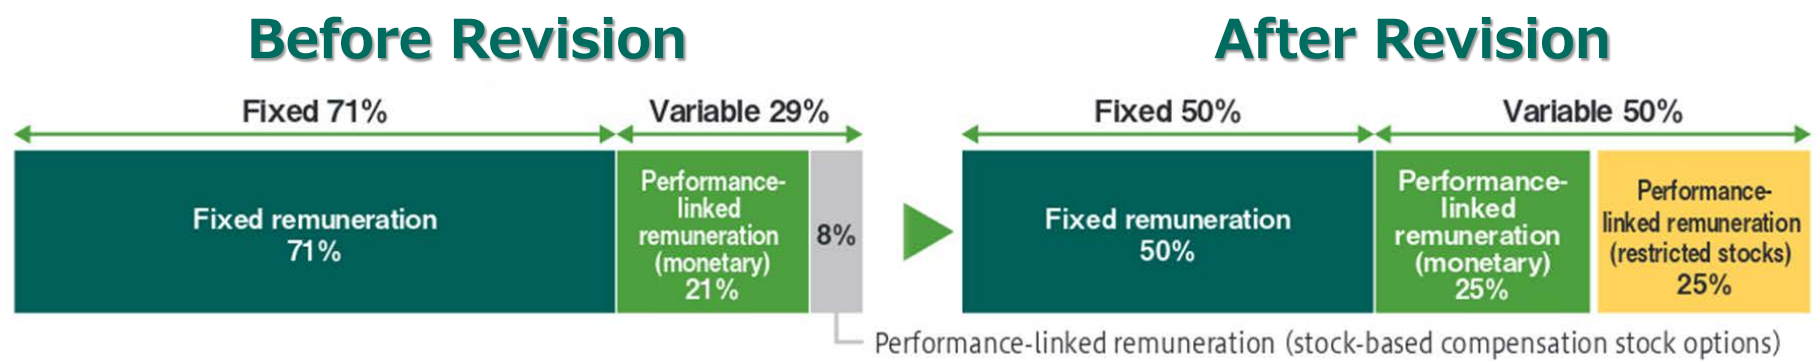 Before Revision
After Revision
Fixed 71%
Variable 29%
Fixed 50%
Variable 50%
Fixed remuneration
71%
Performance-
linked
remuneration
(monetary)
21%
8%
Fixed remuneration
50%
Performance-
linked
remuneration
(monetary)
25%
Performance-
linked remuneration
(restricted stocks)
25%
Performance-linked remuneration (stock-based compensation stock options)